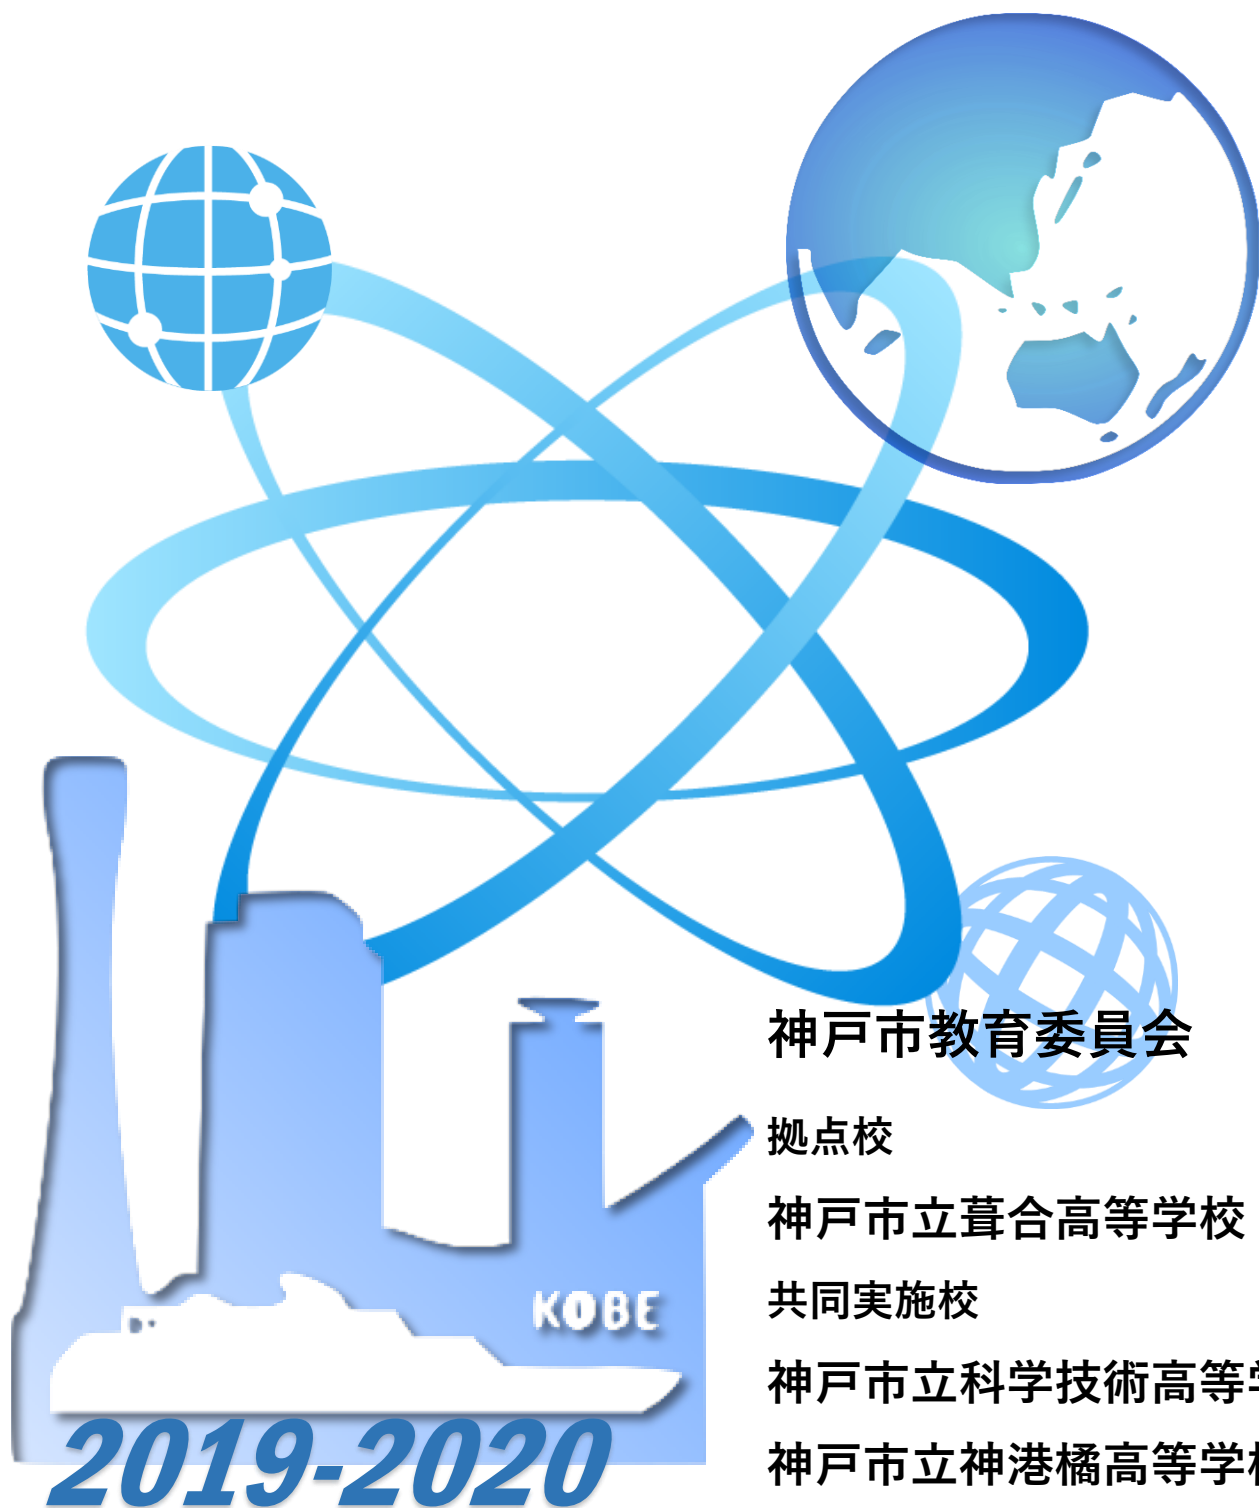 神戸市教育委員会
拠点校
神戸市立葺合高等学校
共同実施校
神戸市立科学技術高等学
神戸市立神港橘高等学校
KOBE
2019-2020